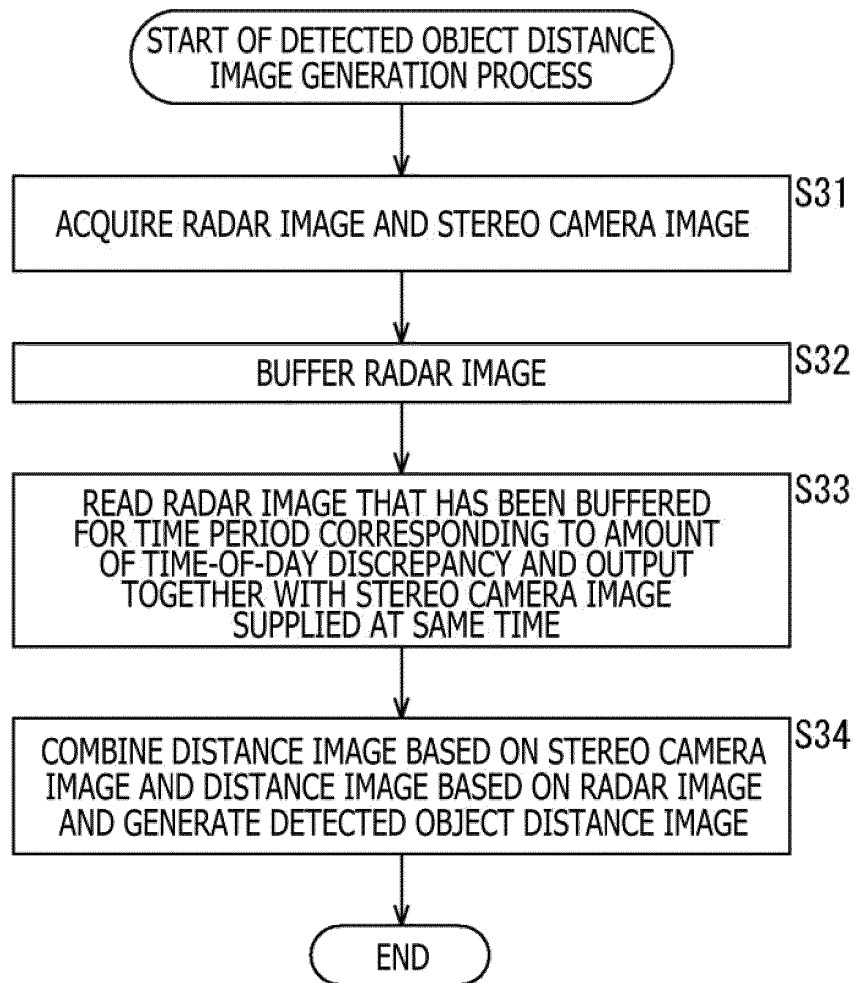 START OF DETECTED OBJECT DISTANCE
IMAGE GENERATION PROCESS
S31
ACQUIRE RADAR IMAGE AND STEREO CAMERA IMAGE
S32
BUFFER RADAR IMAGE
S33
READ RADAR IMAGE THAT HAS BEEN BUFFERED
FOR TIME PERIOD CORRESPONDING TO AMOUNT
OF TIME-OF-DAY DISCREPANCY AND OUTPUT
TOGETHER WITH STEREO CAMERA IMAGE
SUPPLIED AT SAME TIME
S34
COMBINE DISTANCE IMAGE BASED ON STEREO CAMERA
IMAGE AND DISTANCE IMAGE BASED ON RADAR IMAGE
AND GENERATE DETECTED OBJECT DISTANCE IMAGE
END